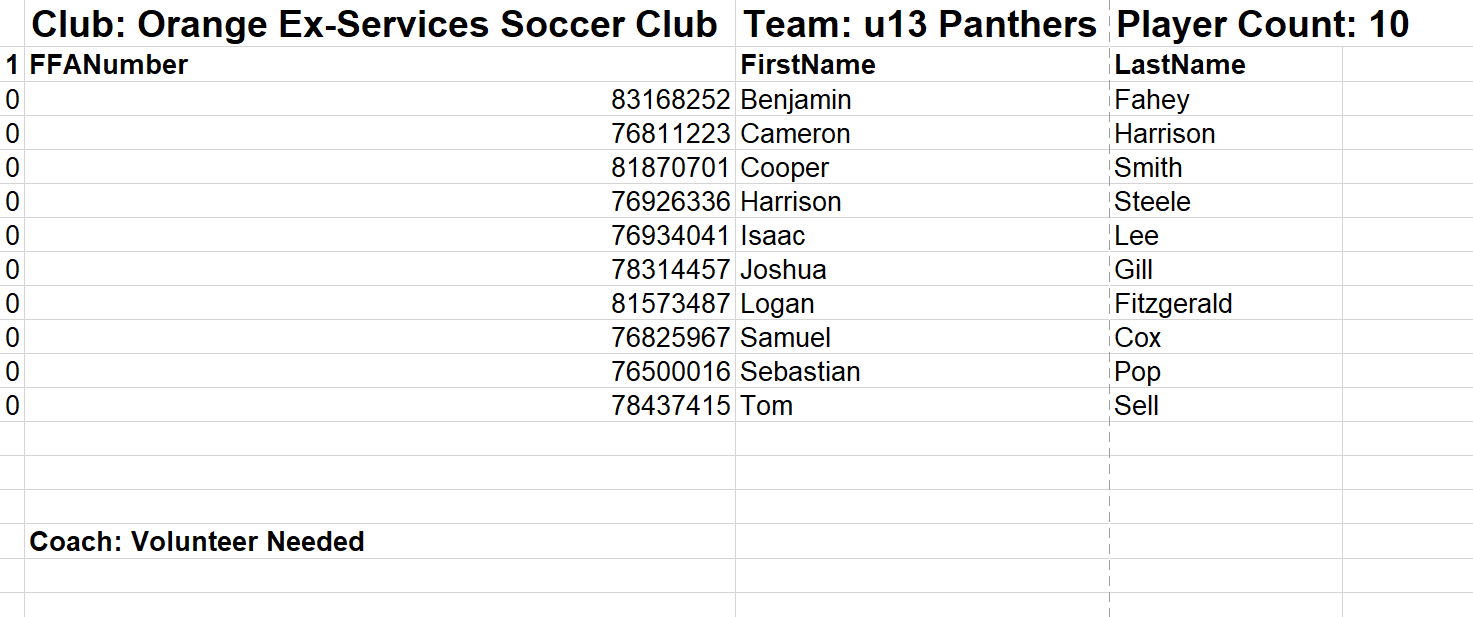 Club: Orange Ex-Services Soccer Club Team: u13 Panthers Player Count: 10
1 FFANumber FirstName LastName
0 83168252 Benjamin Fahey
0 76811223 Cameron Harrison
0 81870701 Cooper Smith
0 76926336 Harrison Steele
0 76934041 Isaac Lee
0 78314457 Joshua Gill
0 81573487 Logan Fitzgerald
0 76825967 Samuel Cox
0 76500016 Sebastian Pop
0 78437415 Tom Sell
Coach: Volunteer Needed